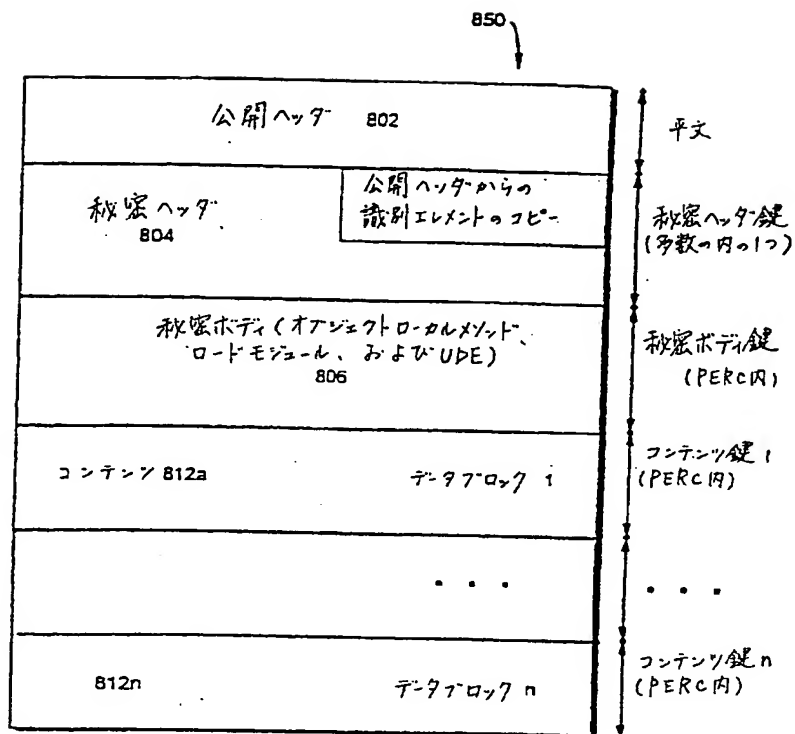 850
公開ヘッダ 802
平文
公開ヘッダからの
識別エレメントのコピー
秘密ヘッダ
804
秘密ヘッダ鍵
(多数の内の1つ)
秘密ボディ(オブジェクトローカルメソッド、
ロードモジュール、およびUDE)
806
秘密ボディ鍵
(PERC内)
コンテンツ 812a データブロック 1
コンテンツ鍵 1
(PERC内)
・・・
・・・
812n データブロック n
コンテンツ鍵 n
(PERC内)